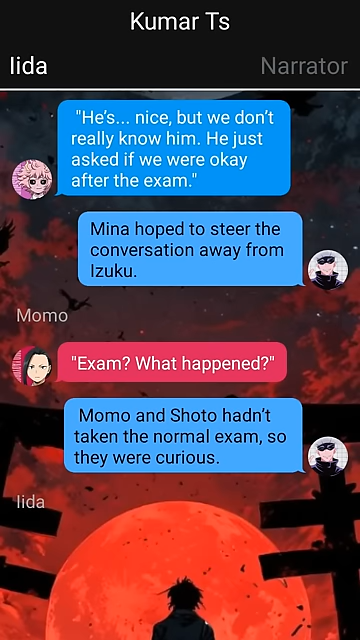 Kumar Ts
Iida
Narrator
"He's... nice, but we don't
really know him. He just
asked if we were okay
after the exam."
Mina hoped to steer the
conversation away from
Izuku.
Momo
"Exam? What happened?"
Momo and Shoto hadn't
taken the normal exam, so
they were curious.
Iida